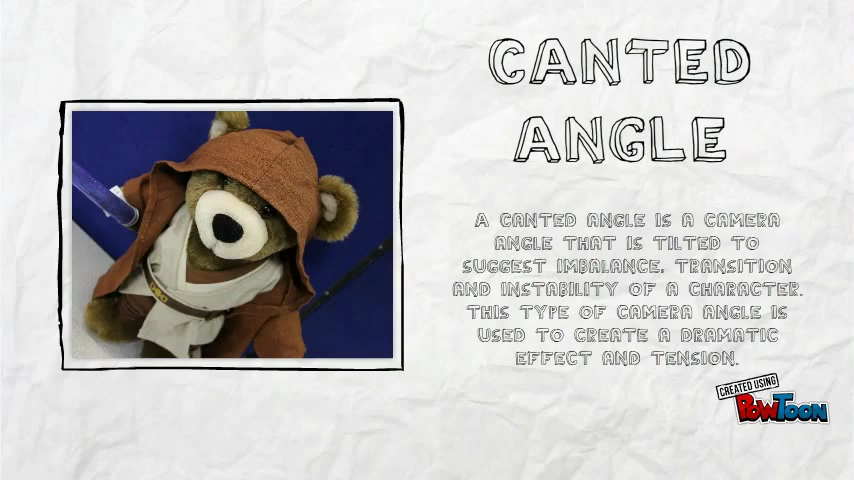 CANTED
ANGLE
A CANTED ANGLE IS A CAMERA
ANGLE THAT IS TILTED TO
SUGGEST IMBALANCE, TRANSITION
AND INSTABILITY OF A CHARACTER.
THIS TYPE OF CAMERA ANGLE IS
USED TO CREATE A DRAMATIC
EFFECT AND TENSION.
CREATED USING
POWTOON